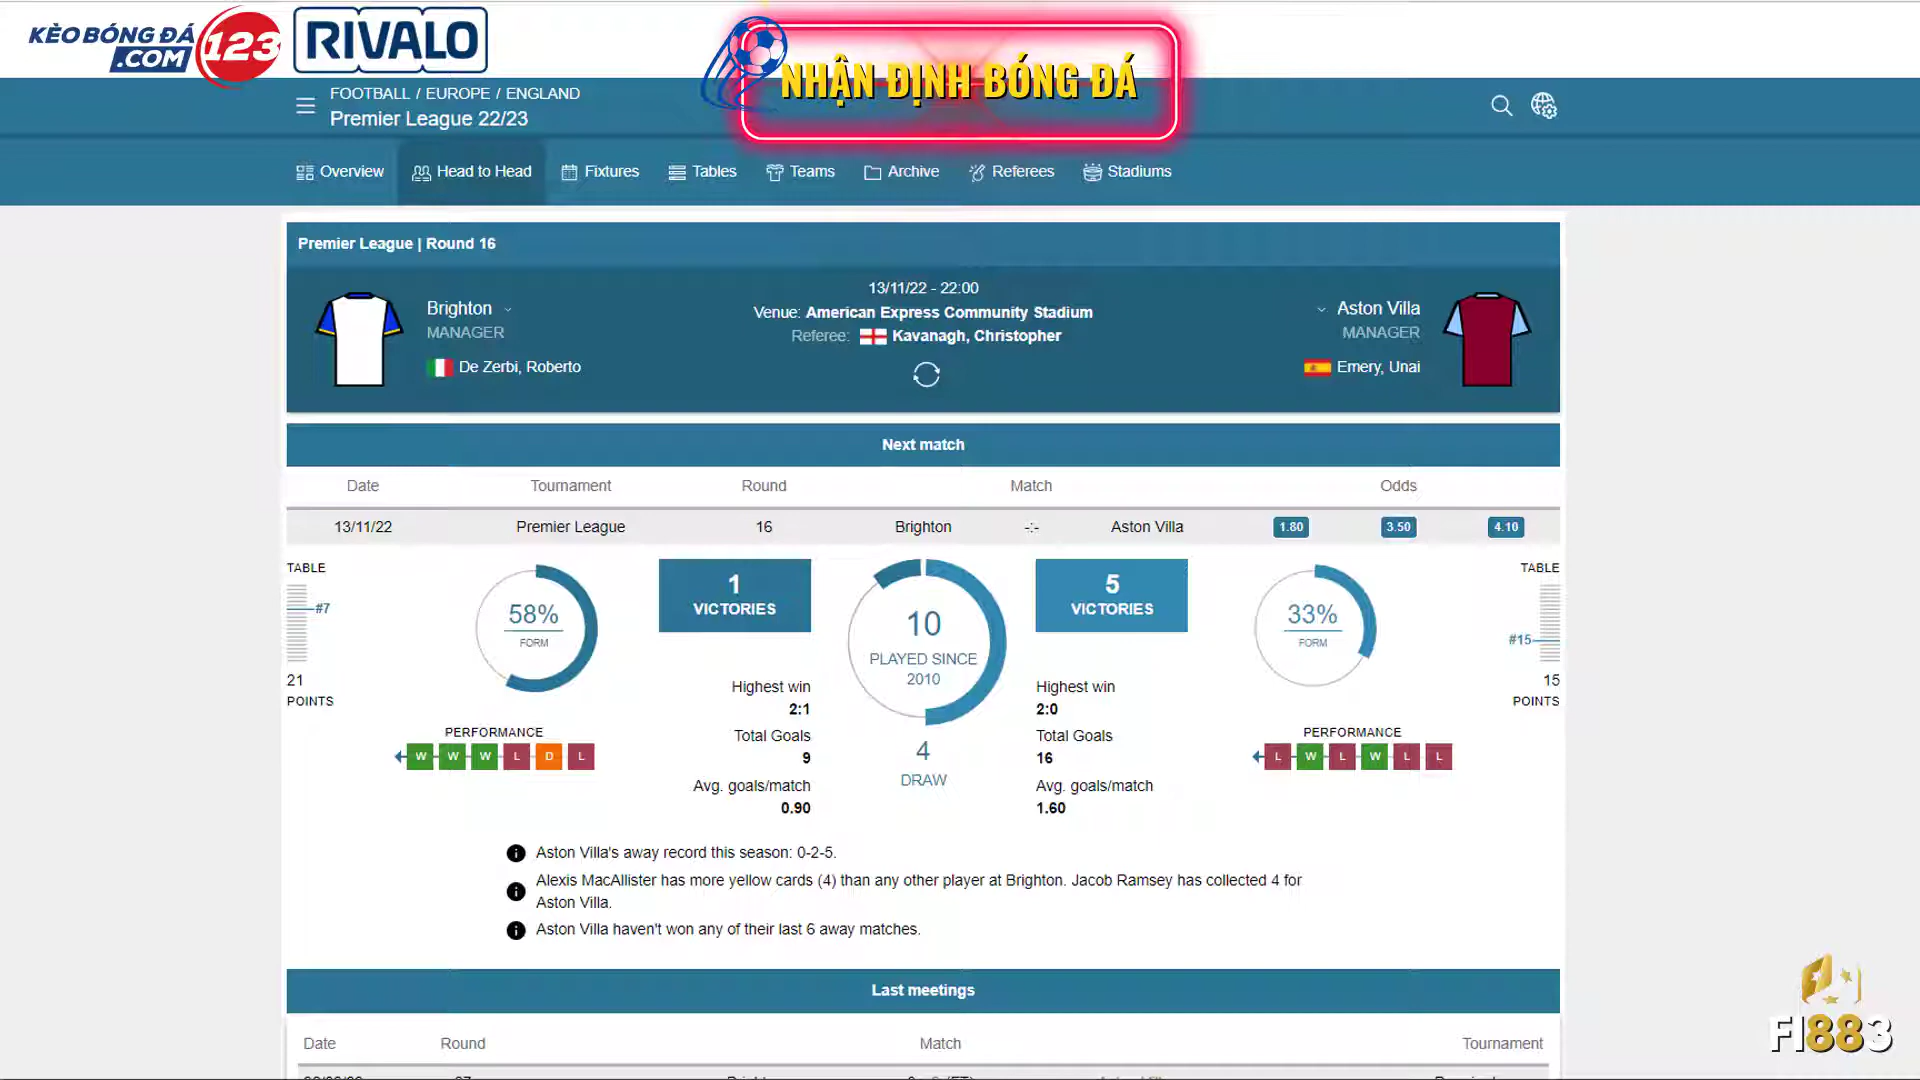 KÈO BÓNG ĐÁ
.COM
123
RIVALO
NHẬN ĐỊNH BÓNG ĐÁ
FOOTBALL / EUROPE / ENGLAND
Premier League 22/23
Overview
Head to Head
Fixtures
Tables
Teams
Archive
Referees
Stadiums
Premier League | Round 16
13/11/22 - 22:00
Venue: American Express Community Stadium
Referee: Kavanagh, Christopher
Brighton
MANAGER
De Zerbi, Roberto
Aston Villa
MANAGER
Emery, Unai
Next match
Date Tournament Round Match Odds
13/11/22 Premier League 16 Brighton -:- Aston Villa 1.80 3.50 4.10
TABLE
#7
21
POINTS
58%
FORM
PERFORMANCE
W W W L D L
1
VICTORIES
Highest win
2:1
Total Goals
9
Avg. goals/match
0.90
10
PLAYED SINCE
2010
4
DRAW
5
VICTORIES
Highest win
2:0
Total Goals
16
Avg. goals/match
1.60
33%
FORM
PERFORMANCE
L W L W L L
TABLE
#15
15
POINTS
Aston Villa's away record this season: 0-2-5.
Alexis MacAllister has more yellow cards (4) than any other player at Brighton. Jacob Ramsey has collected 4 for
Aston Villa.
Aston Villa haven't won any of their last 6 away matches.
Last meetings
Date Round Match Tournament
FI883